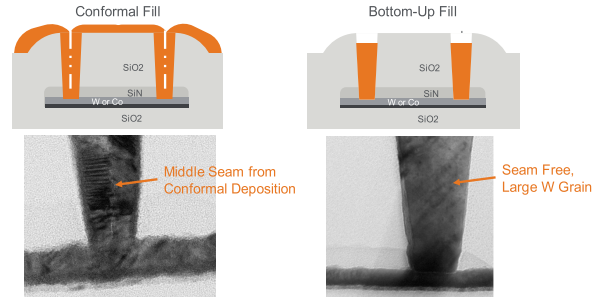 Conformal Fill
Bottom-Up Fill
SiO2
SiN
W or Co
SiO2
SiO2
SiN
W or Co
SiO2
Middle Seam from
Conformal Deposition
Seam Free,
Large W Grain